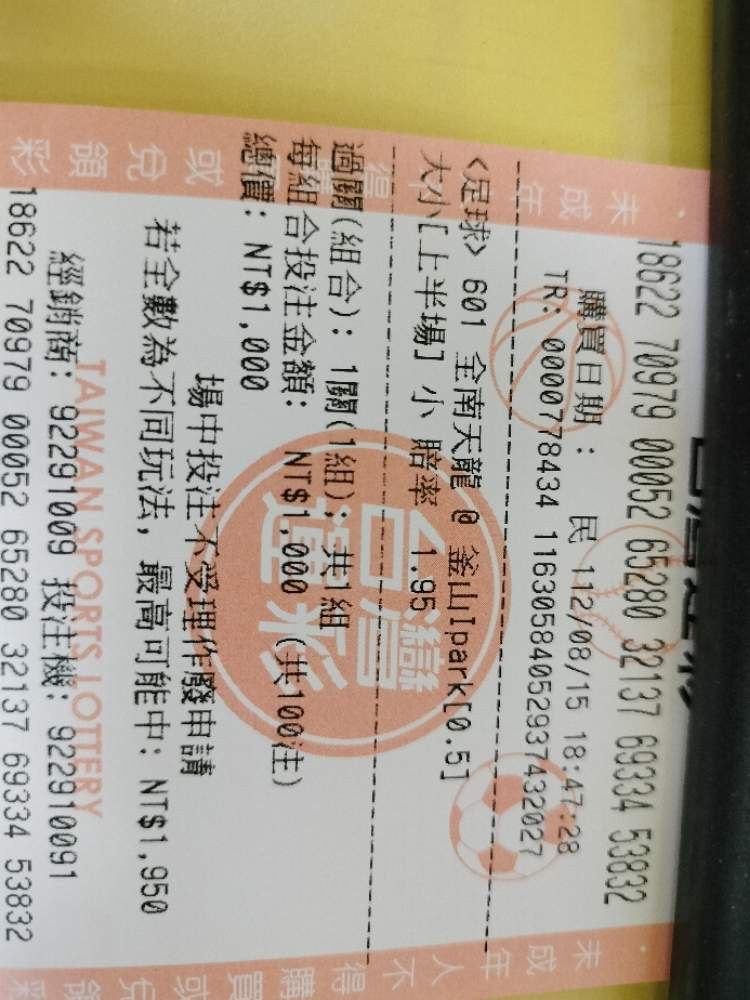 18622 70979 00052 65280 32137 69334 53832
購買日期： 民 112/08/15 18:47:28
TR: 0000778434 11630584052937432027
<足球> 601 全南天龍 @ 釜山Ipark[0.5]
大小[上半場] 小 賠率 1.95
過關(組合): 1關(1組); 共1組
每組合投注金額: NT$1,000 (共100注)
總價: NT$1,000
場中投注不受理作廢申請
若全數為不同玩法, 最高可能中: NT$1,950
經銷商: 92291009 投注機: 922910091
18622 70979 00052 65280 32137 69334 53832
台灣運彩
TAIWAN SPORTS LOTTERY
未成年
得
或兌領彩
未成年人不得購買或兌領彩